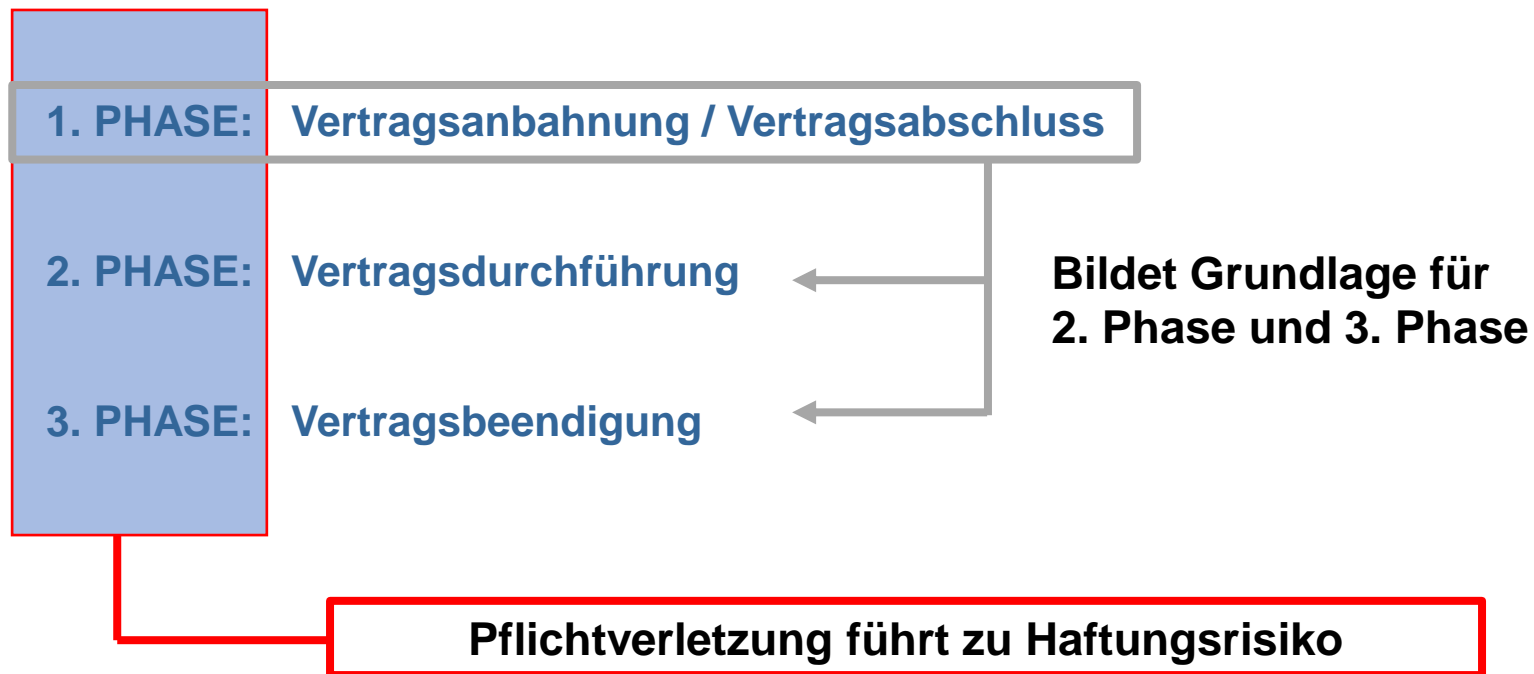 1. PHASE: Vertragsanbahnung / Vertragsabschluss
2. PHASE: Vertragsdurchführung
Bildet Grundlage für
2. Phase und 3. Phase
3. PHASE: Vertragsbeendigung
Pflichtverletzung führt zu Haftungsrisiko